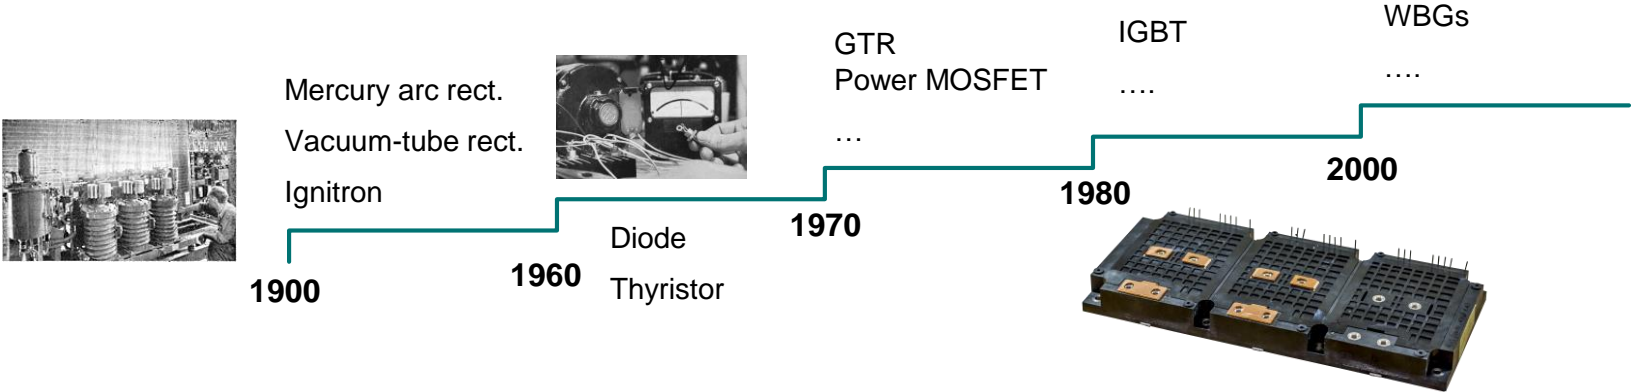 Mercury arc rect.
Vacuum-tube rect.
Ignitron
1900
1960
Diode
Thyristor
GTR
Power MOSFET
…
1970
IGBT
….
1980
WBGs
….
2000